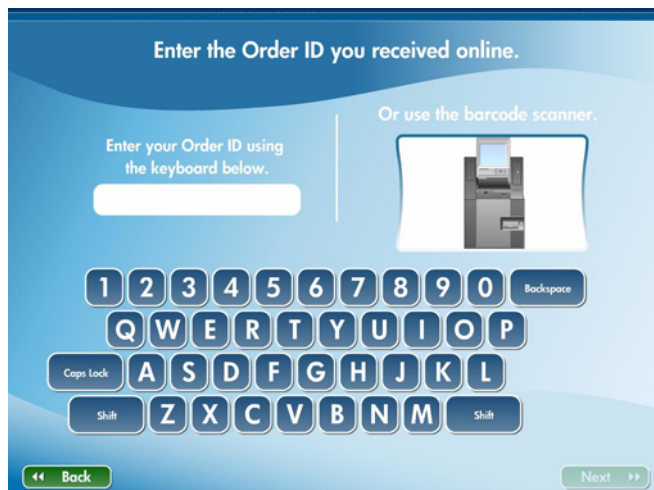 Enter the Order ID you received online.
Or use the barcode scanner.
Enter your Order ID using
the keyboard below.
1 2 3 4 5 6 7 8 9 0 Backspace
Q W E R T Y U I O P
Caps Lock A S D F G H J K L
Shift Z X C V B N M Shift
Back
Next